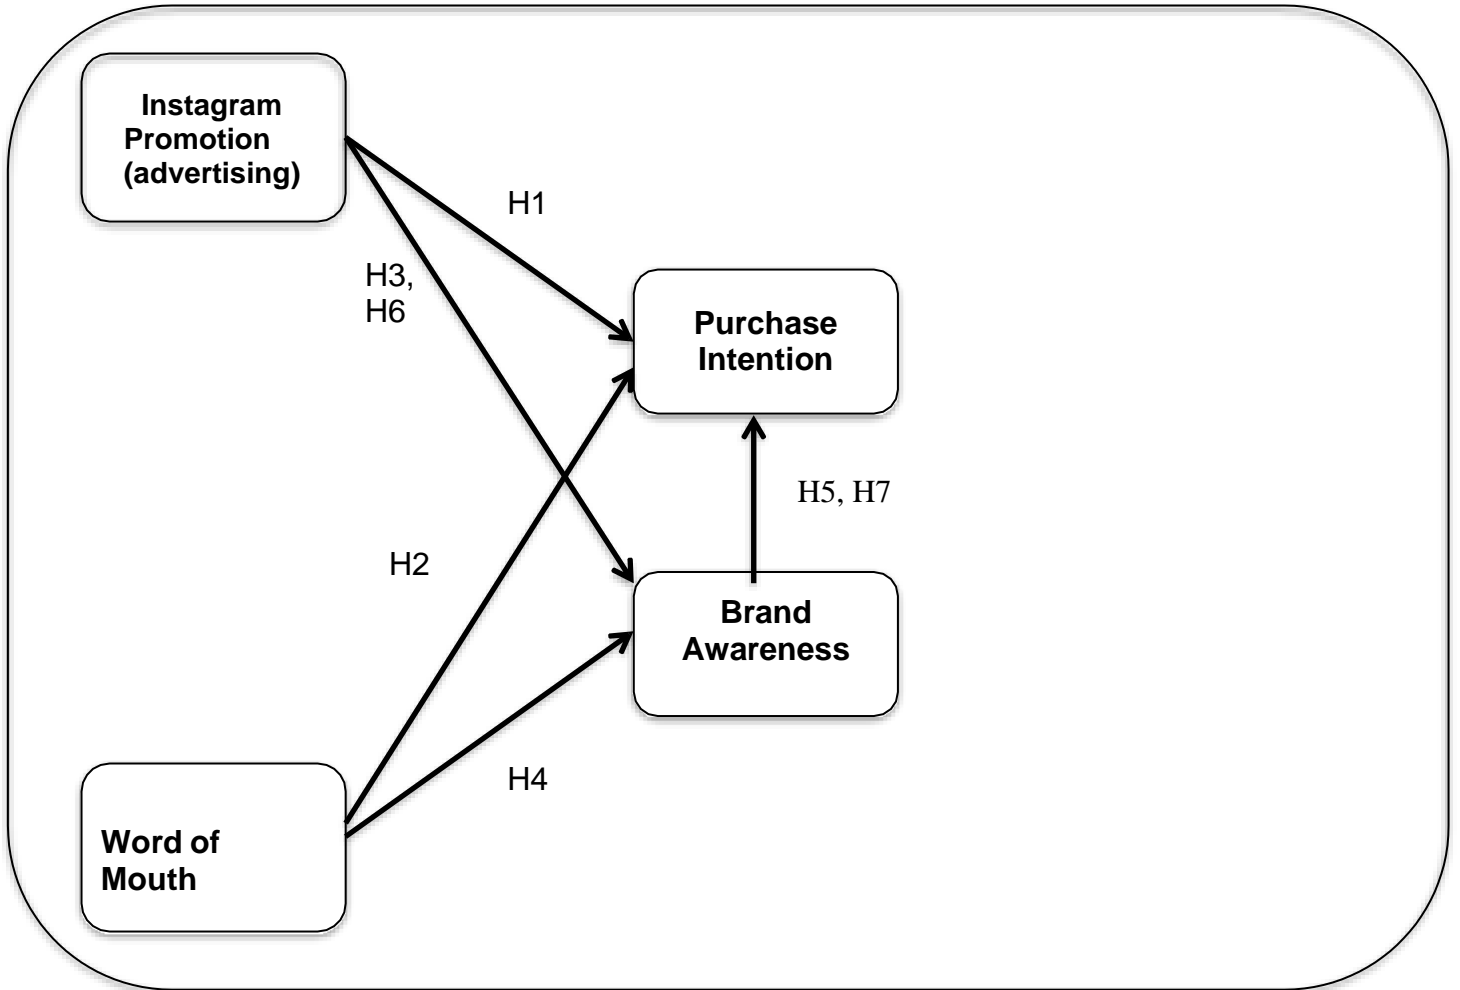 Instagram
Promotion
(advertising)
H1
H3,
H6
Purchase
Intention
H5, H7
H2
Brand
Awareness
H4
Word of
Mouth